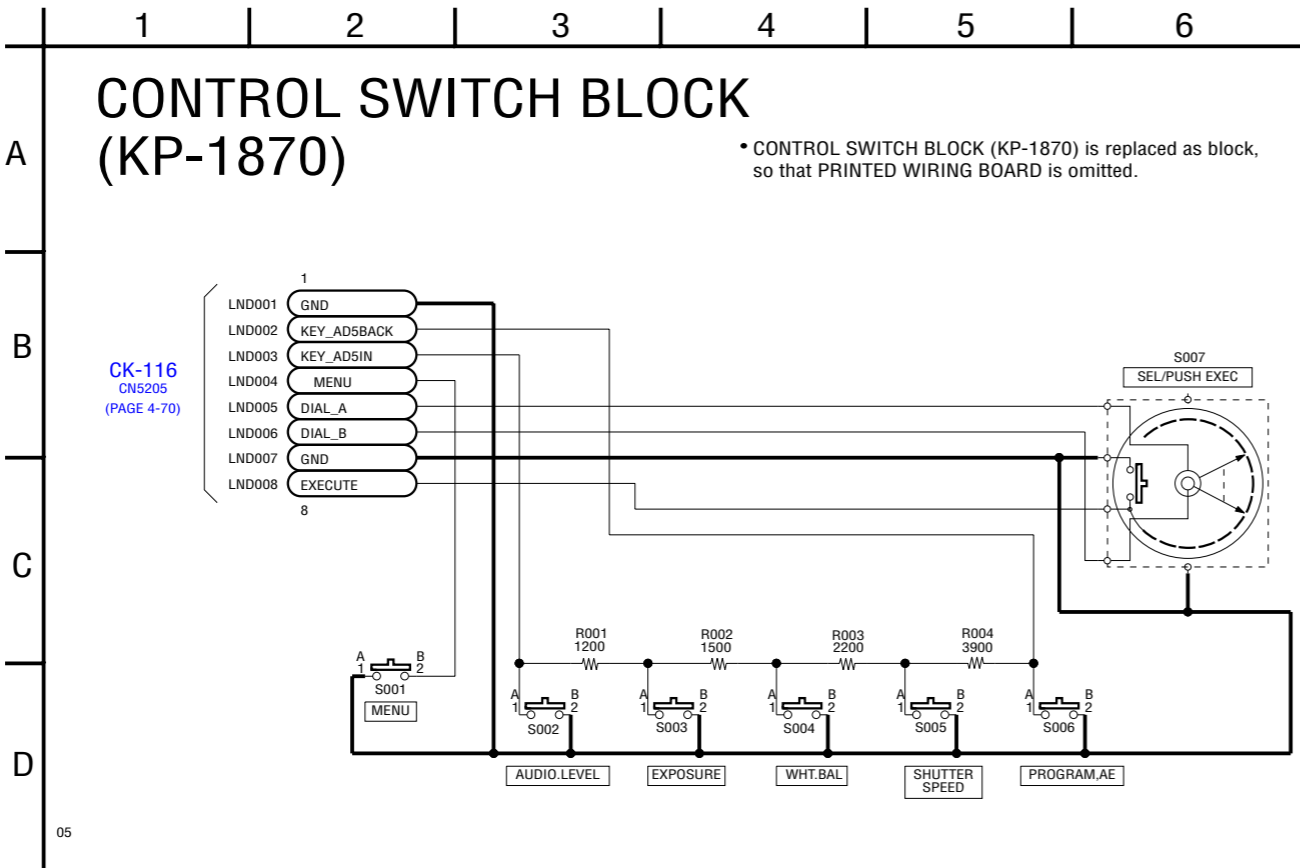 1 2 3 4 5 6
CONTROL SWITCH BLOCK
(KP-1870)
A
• CONTROL SWITCH BLOCK (KP-1870) is replaced as block,
so that PRINTED WIRING BOARD is omitted.
B
1
LND001 GND
LND002 KEY_AD5BACK
LND003 KEY_AD5IN
LND004 MENU
LND005 DIAL_A
LND006 DIAL_B
LND007 GND
LND008 EXECUTE
8
CK-116
CN5205
(PAGE 4-70)
S007
SEL/PUSH EXEC
C
R001
1200
R002
1500
R003
2200
R004
3900
A B
1 2
S001
MENU
A B
1 2
S002
A B
1 2
S003
A B
1 2
S004
A B
1 2
S005
A B
1 2
S006
D
AUDIO.LEVEL
EXPOSURE
WHT.BAL
SHUTTER
SPEED
PROGRAM,AE
05